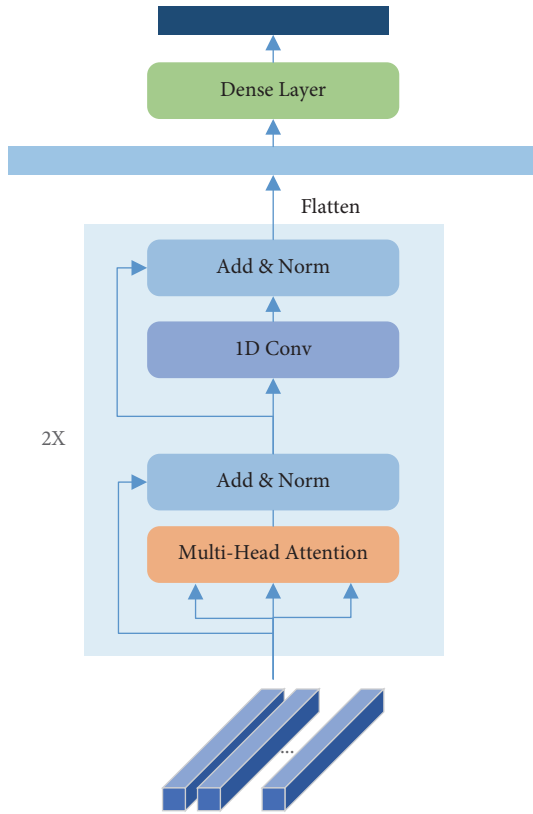 Dense Layer
Flatten
Add & Norm
1D Conv
2X
Add & Norm
Multi-Head Attention
...